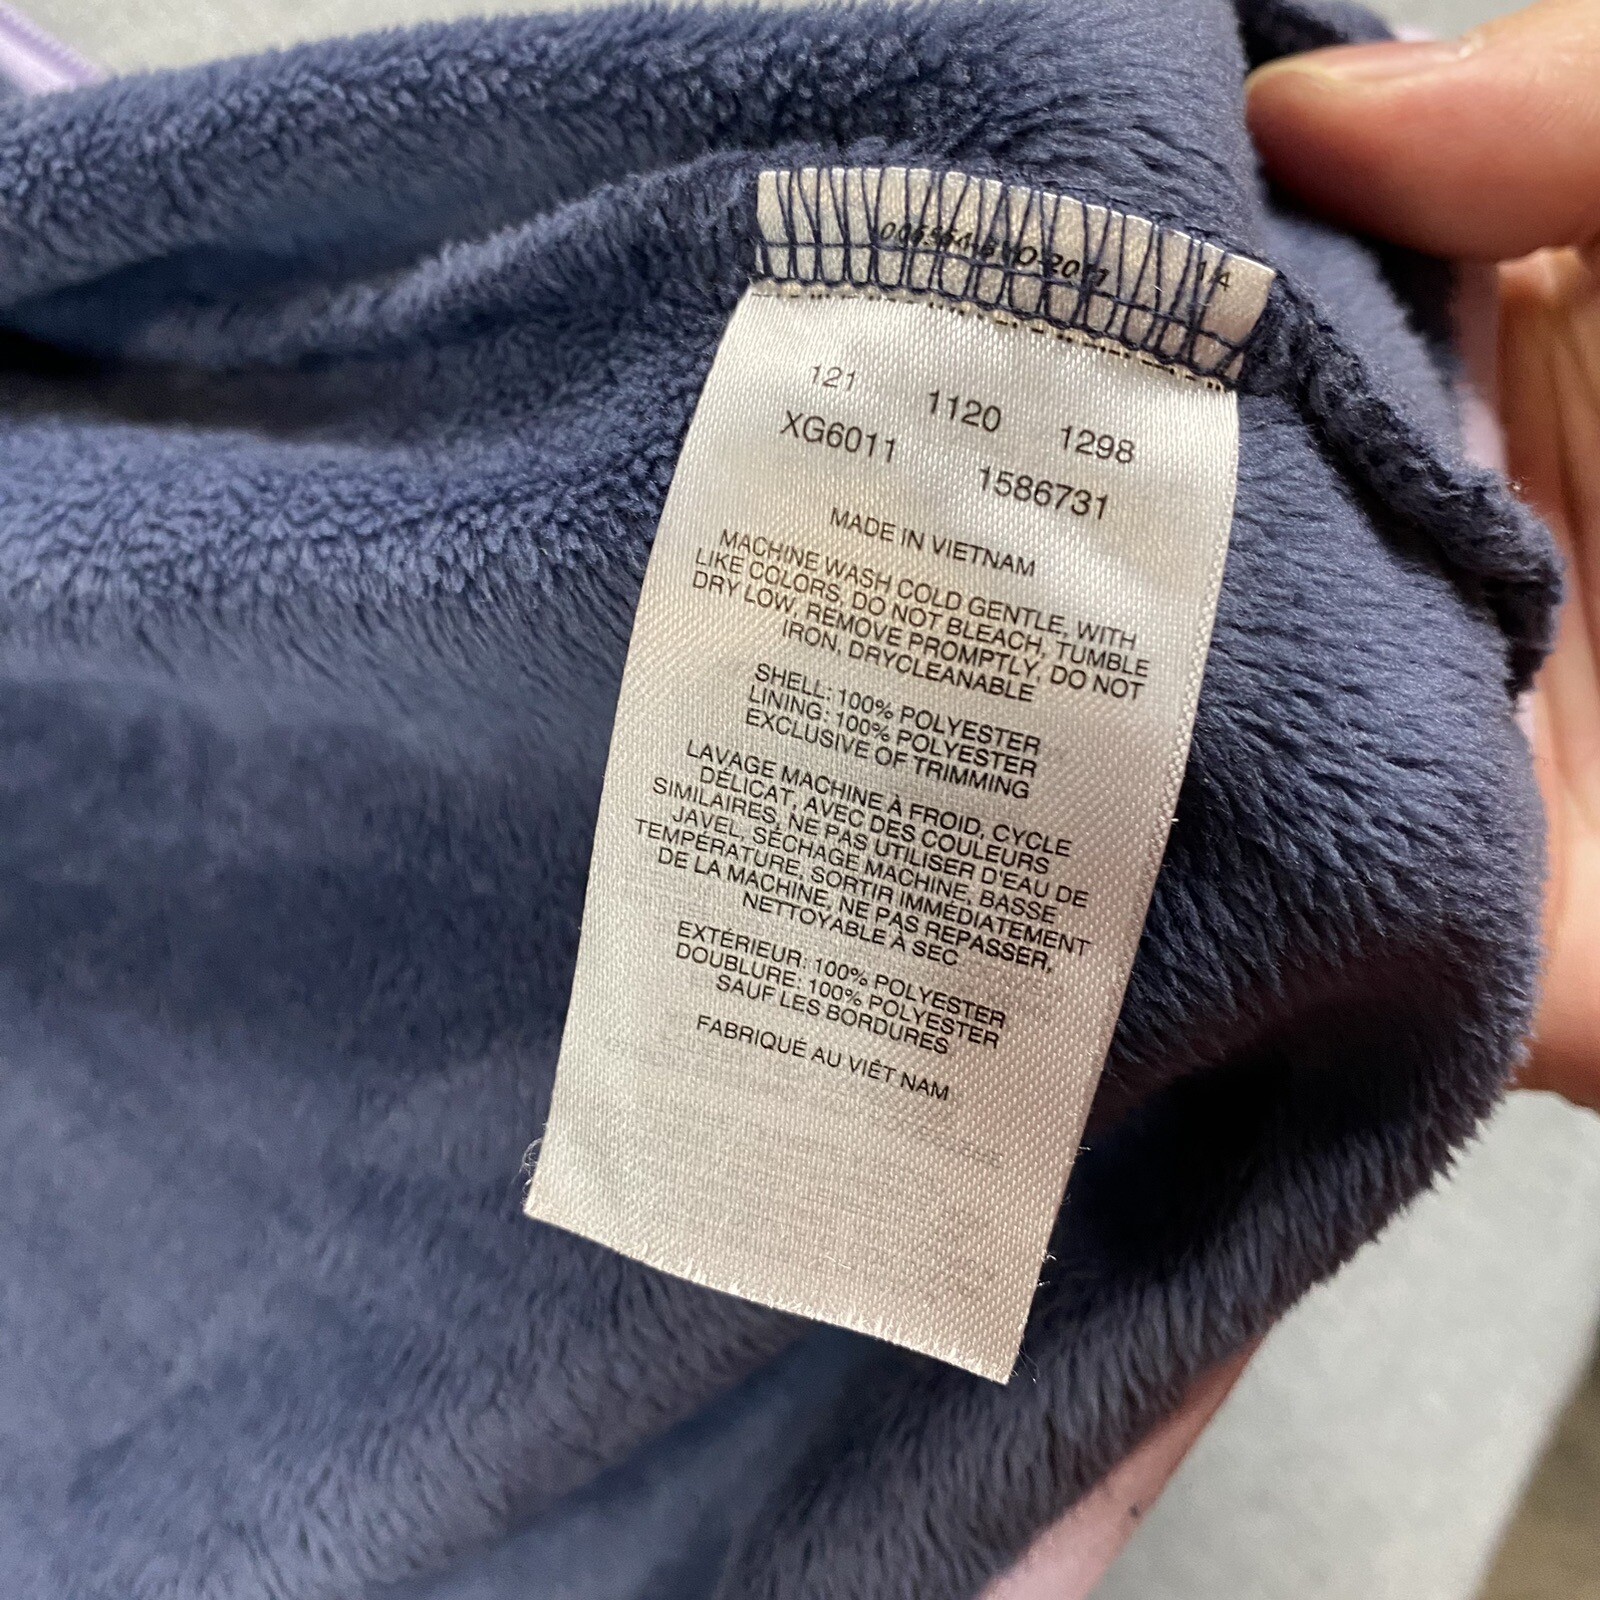 1/4
121 1120 1298
XG6011 1586731
MADE IN VIETNAM
MACHINE WASH COLD GENTLE, WITH
LIKE COLORS, DO NOT BLEACH, TUMBLE
DRY LOW, REMOVE PROMPTLY, DO NOT
IRON, DRYCLEANABLE
SHELL: 100% POLYESTER
LINING: 100% POLYESTER
EXCLUSIVE OF TRIMMING
LAVAGE MACHINE À FROID, CYCLE
DÉLICAT, AVEC DES COULEURS
SIMILAIRES, NE PAS UTILISER D'EAU DE
JAVEL, SÉCHAGE MACHINE, BASSE
TEMPÉRATURE, SORTIR IMMÉDIATEMENT
DE LA MACHINE, NE PAS REPASSER,
NETTOYABLE À SEC
EXTÉRIEUR: 100% POLYESTER
DOUBLURE: 100% POLYESTER
SAUF LES BORDURES
FABRIQUÉ AU VIÊT NAM